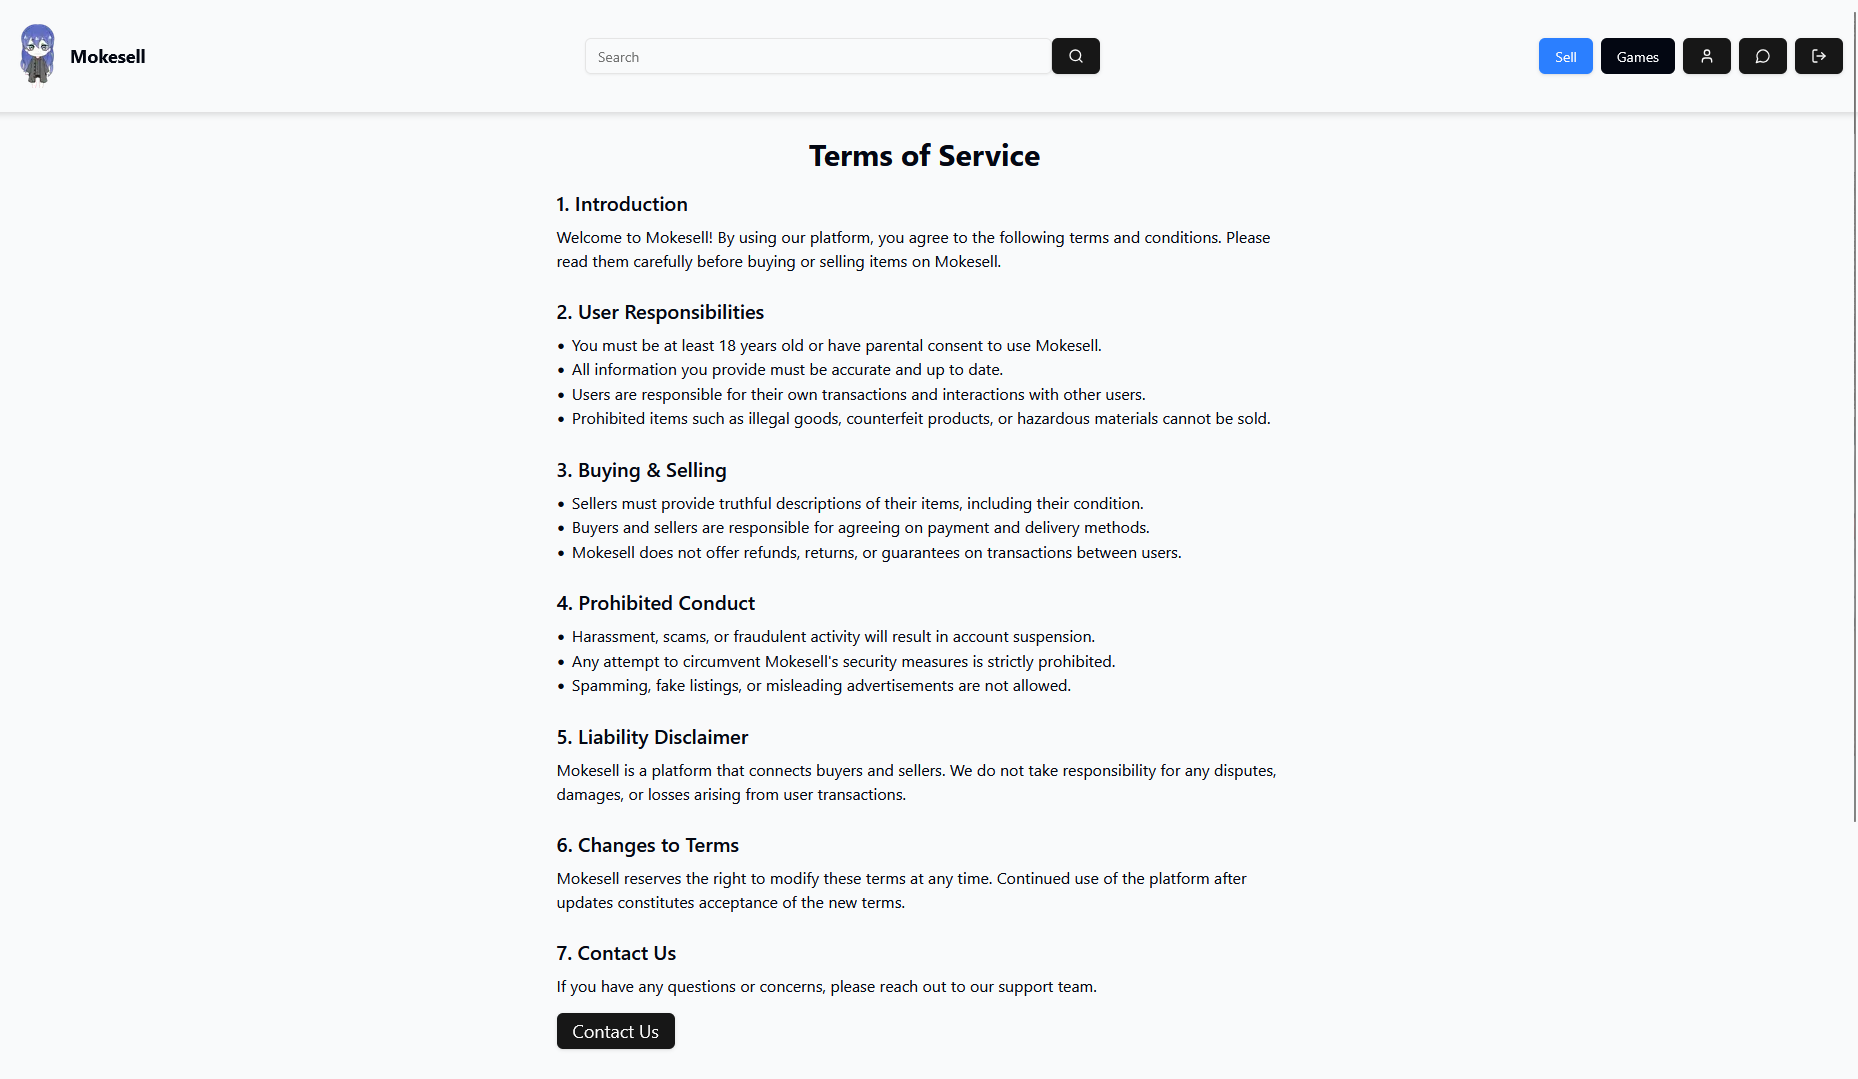 Mokesell
Search
Sell
Games
Terms of Service
1. Introduction
Welcome to Mokesell! By using our platform, you agree to the following terms and conditions. Please
read them carefully before buying or selling items on Mokesell.
2. User Responsibilities
• You must be at least 18 years old or have parental consent to use Mokesell.
• All information you provide must be accurate and up to date.
• Users are responsible for their own transactions and interactions with other users.
• Prohibited items such as illegal goods, counterfeit products, or hazardous materials cannot be sold.
3. Buying & Selling
• Sellers must provide truthful descriptions of their items, including their condition.
• Buyers and sellers are responsible for agreeing on payment and delivery methods.
• Mokesell does not offer refunds, returns, or guarantees on transactions between users.
4. Prohibited Conduct
• Harassment, scams, or fraudulent activity will result in account suspension.
• Any attempt to circumvent Mokesell's security measures is strictly prohibited.
• Spamming, fake listings, or misleading advertisements are not allowed.
5. Liability Disclaimer
Mokesell is a platform that connects buyers and sellers. We do not take responsibility for any disputes,
damages, or losses arising from user transactions.
6. Changes to Terms
Mokesell reserves the right to modify these terms at any time. Continued use of the platform after
updates constitutes acceptance of the new terms.
7. Contact Us
If you have any questions or concerns, please reach out to our support team.
Contact Us